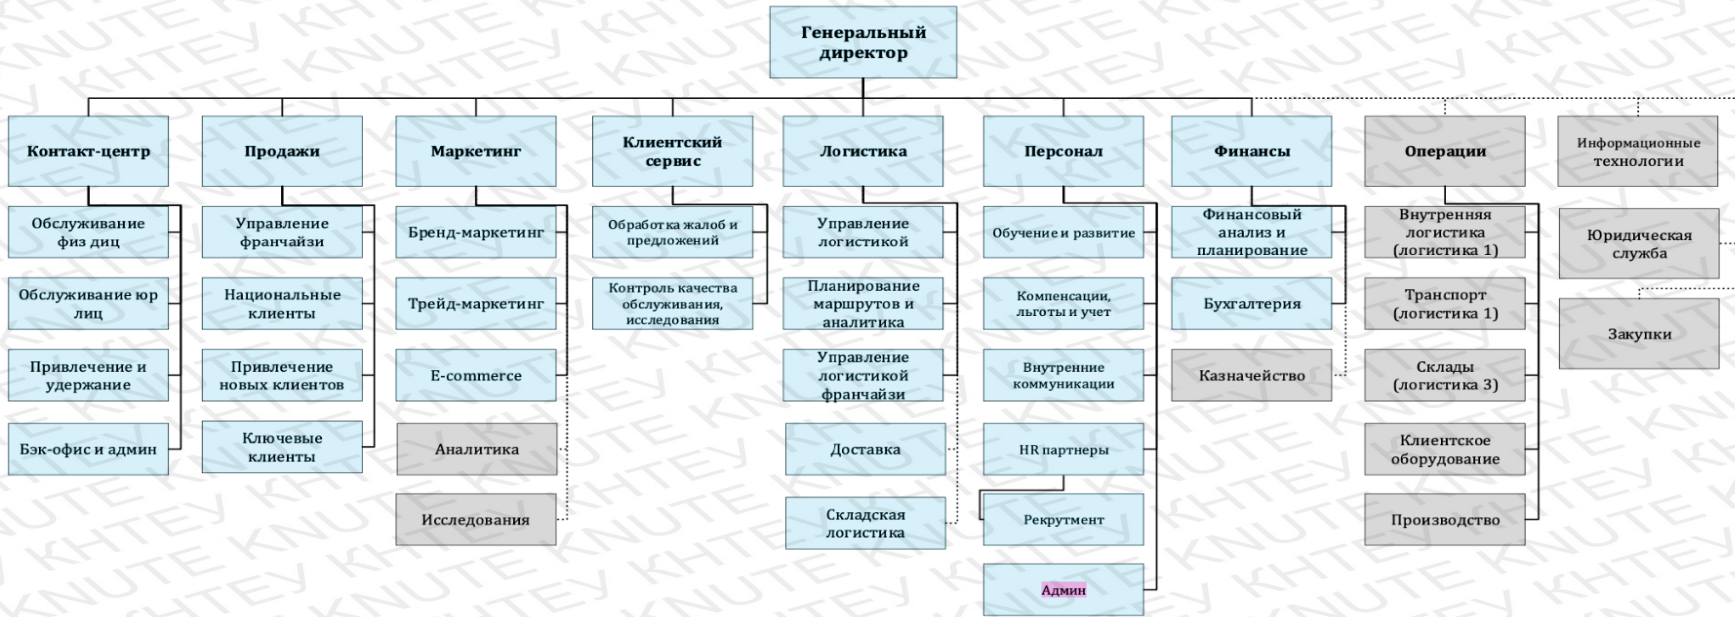 Генеральный
директор
Контакт-центр
Продажи
Маркетинг
Клиентский
сервис
Логистика
Персонал
Финансы
Операции
Информационные
технологии
Обслуживание
физ диц
Обслуживание юр
лиц
Привлечение и
удержание
Бэк-офис и админ
Управление
франчайзи
Национальные
клиенты
Привлечение
новых клиентов
Ключевые
клиенты
Бренд-маркетинг
Трейд-маркетинг
E-commerce
Аналитика
Исследования
Обработка жалоб и
предложений
Контроль качества
обслуживания,
исследования
Управление
логистикой
Планирование
маршрутов и
аналитика
Управление
логистикой
франчайзи
Доставка
Складская
логистика
Обучение и развитие
Компенсации,
льготы и учет
Внутренние
коммуникации
HR партнеры
Рекрутмент
Админ
Финансовый
анализ и
планирование
Бухгалтерия
Казначейство
Внутренняя
логистика
(логистика 1)
Транспорт
(логистика 1)
Склады
(логистика 3)
Клиентское
оборудование
Производство
Юридическая
служба
Закупки